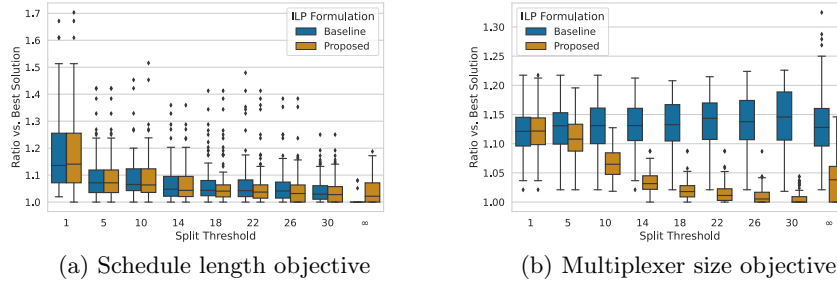 ILP Formulation
Baseline
Proposed
Ratio vs. Best Solution
1.7
1.6
1.5
1.4
1.3
1.2
1.1
1.0
1 5 10 14 18 22 26 30 ∞
Split Threshold
(a) Schedule length objective
ILP Formulation
Baseline
Proposed
Ratio vs. Best Solution
1.30
1.25
1.20
1.15
1.10
1.05
1.00
1 5 10 14 18 22 26 30 ∞
Split Threshold
(b) Multiplexer size objective